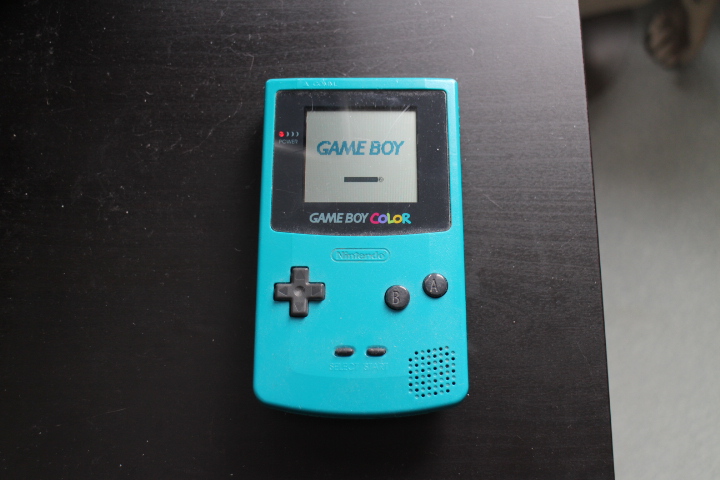 POWER
GAME BOY
GAME BOY COLOR
Nintendo
B A
SELECT START